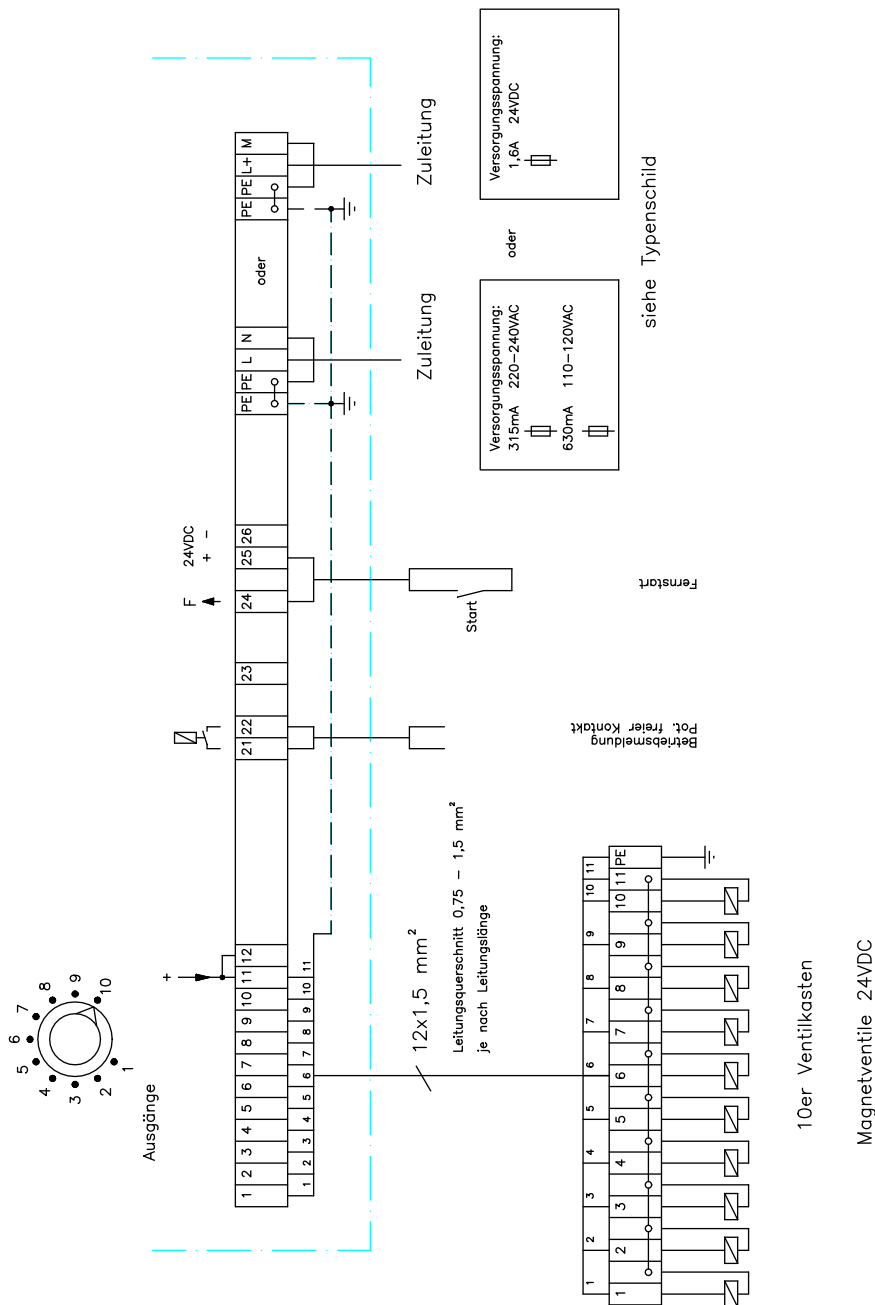 1
2
3
4
5
6
7
8
9
10
Ausgänge
+
1 2 3 4 5 6 7 8 9 10 11 12
1 2 3 4 5 6 7 8 9 10 11
21 22
23
F
24VDC
+ -
24 25 26
PE PE L N
oder
PE PE L+ M
12x1,5 mm²
Leitungsquerschnitt 0,75 – 1,5 mm²
je nach Leitungslänge
Start
Zuleitung
Zuleitung
Betriebsmeldung
Pot. freier Kontakt
Fernstart
Versorgungsspannung:
315mA 220–240VAC
630mA 110–120VAC
oder
Versorgungsspannung:
1,6A 24VDC
siehe Typenschild
1 2 3 4 5 6 7 8 9 10 11
1 2 3 4 5 6 7 8 9 10 11 PE
10er Ventilkasten
Magnetventile 24VDC